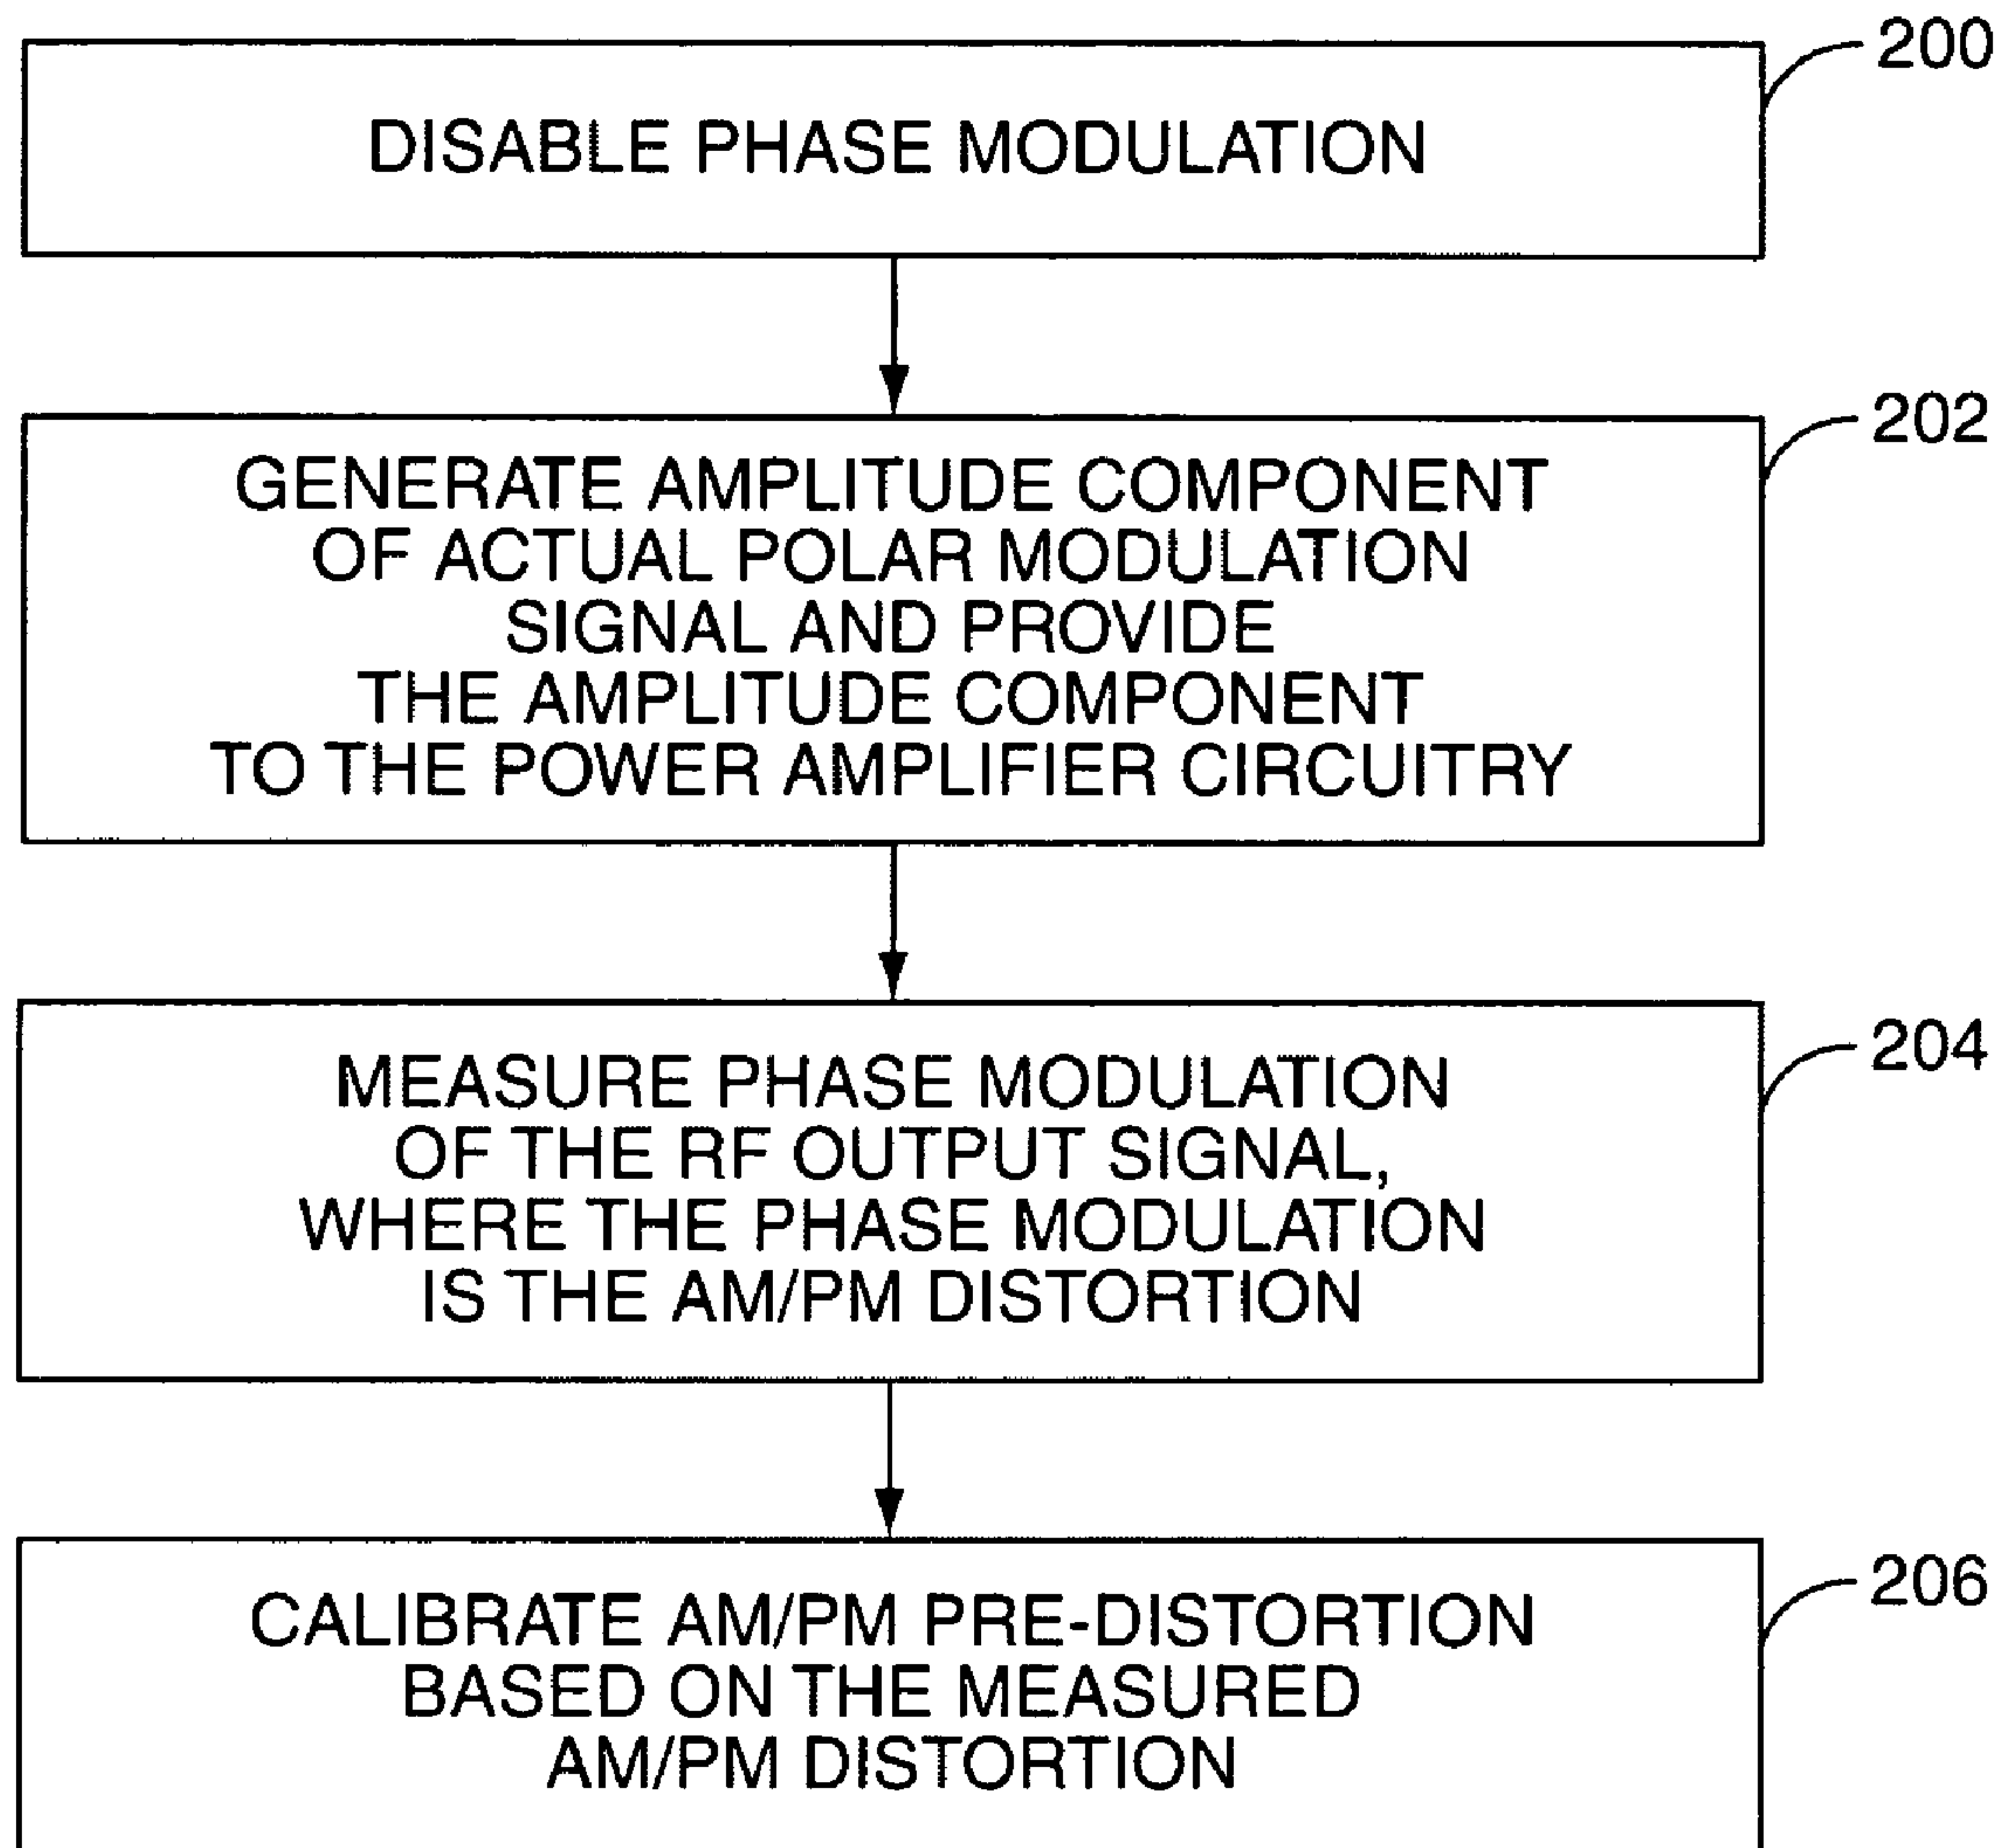 200
DISABLE PHASE MODULATION
202
GENERATE AMPLITUDE COMPONENT
OF ACTUAL POLAR MODULATION
SIGNAL AND PROVIDE
THE AMPLITUDE COMPONENT
TO THE POWER AMPLIFIER CIRCUITRY
204
MEASURE PHASE MODULATION
OF THE RF OUTPUT SIGNAL,
WHERE THE PHASE MODULATION
IS THE AM/PM DISTORTION
206
CALIBRATE AM/PM PRE-DISTORTION
BASED ON THE MEASURED
AM/PM DISTORTION